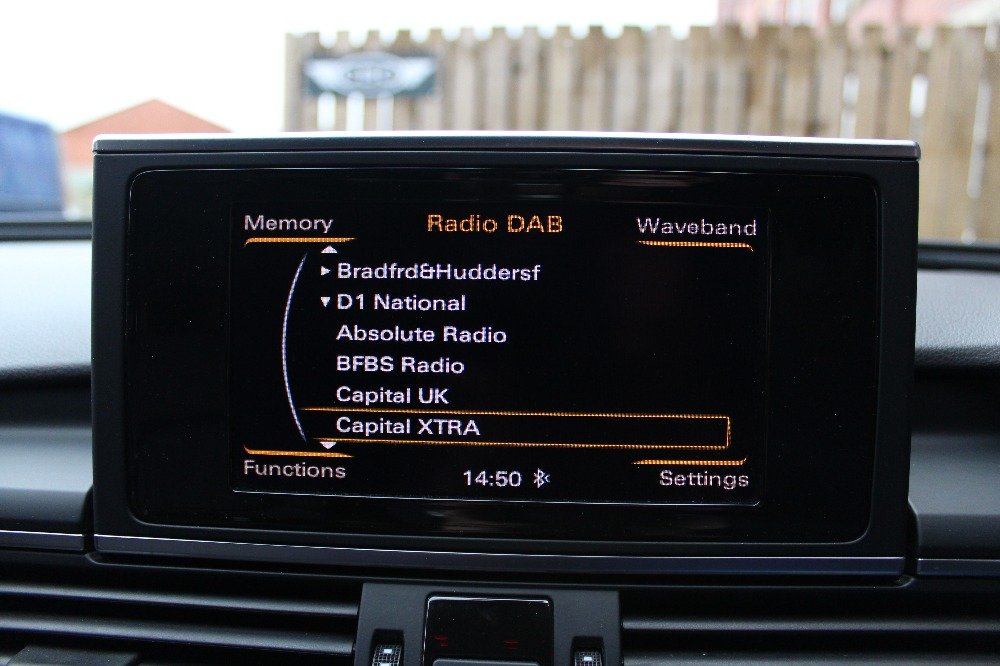 Memory Radio DAB Waveband
Bradfrd&Huddersf
D1 National
Absolute Radio
BFBS Radio
Capital UK
Capital XTRA
Functions 14:50 Settings